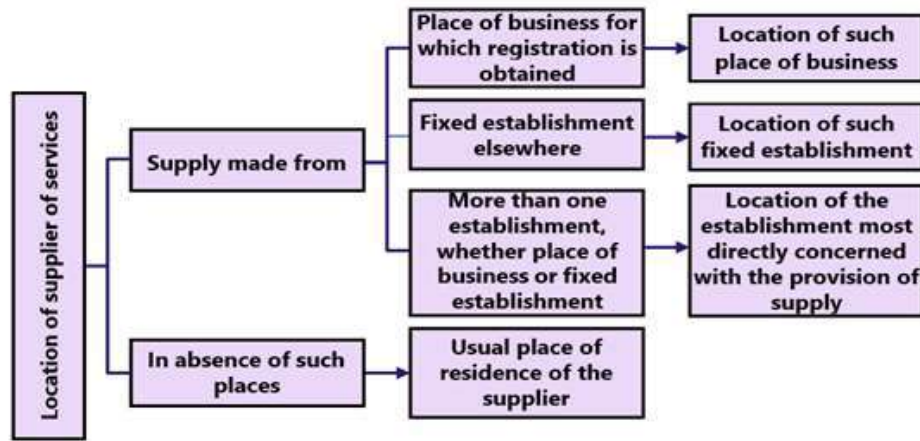 Location of supplier of services
Supply made from
Place of business for
which registration is
obtained
Location of such
place of business
Fixed establishment
elsewhere
Location of such
fixed establishment
More than one
establishment,
whether place of
business or fixed
establishment
Location of the
establishment most
directly concerned
with the provision of
supply
In absence of such
places
Usual place of
residence of the
supplier